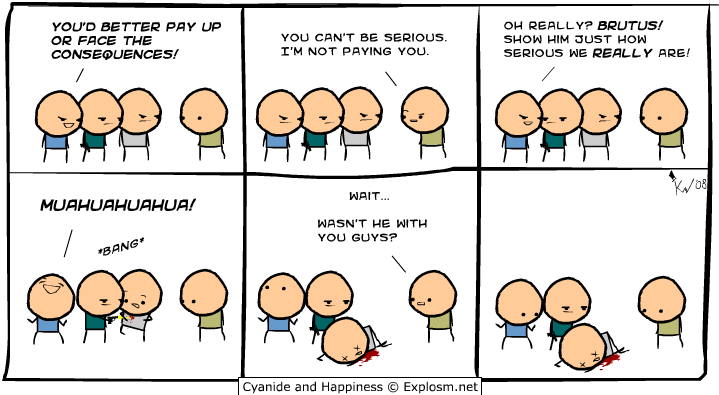 YOU'D BETTER PAY UP
OR FACE THE
CONSEQUENCES!
YOU CAN'T BE SERIOUS.
I'M NOT PAYING YOU.
OH REALLY? BRUTUS!
SHOW HIM JUST HOW
SERIOUS WE REALLY ARE!
MUAHUAHUAHUA!
*BANG*
WAIT...
WASN'T HE WITH
YOU GUYS?
Cyanide and Happiness © Explosm.net